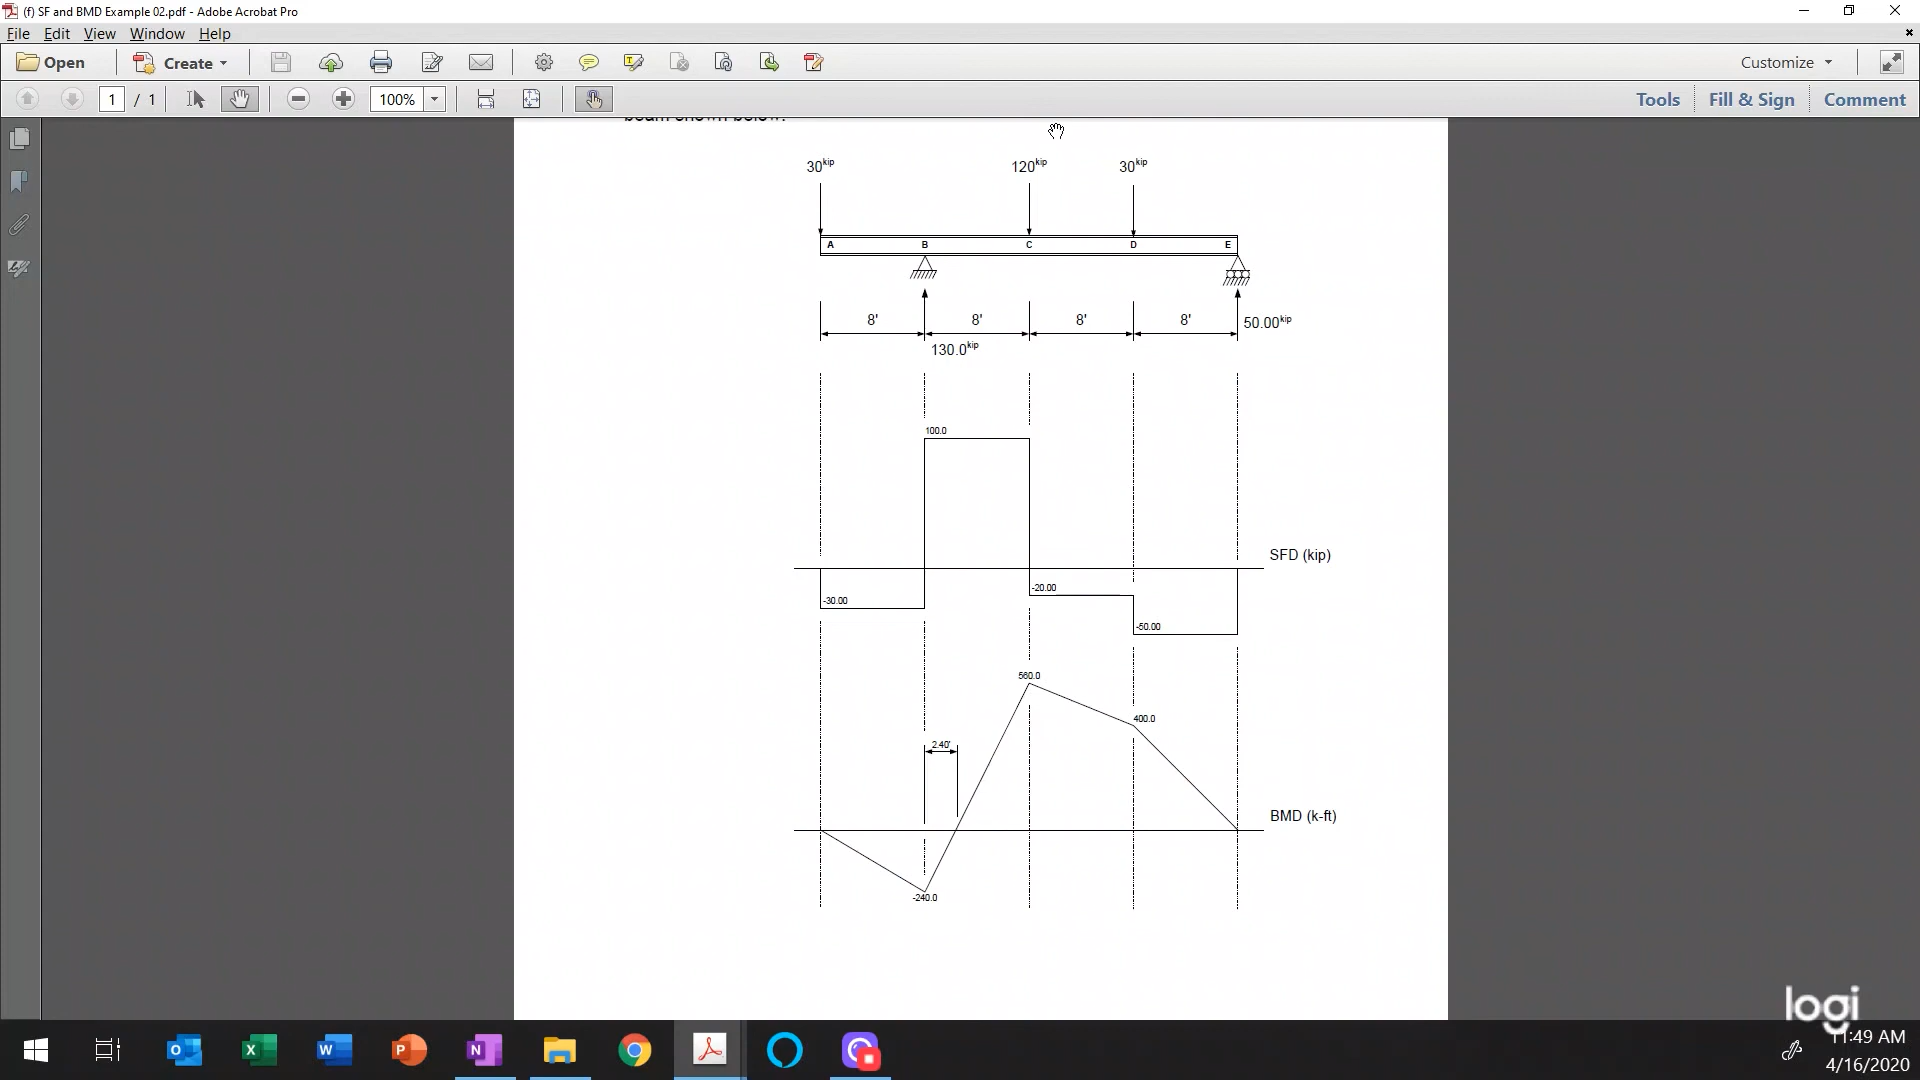 (f) SF and BMD Example 02.pdf - Adobe Acrobat Pro
File Edit View Window Help
Open Create Customize
1 / 1 100% Tools Fill & Sign Comment
beam shown below.
30kip 120kip 30kip
A B C D E
8' 8' 8' 8' 50.00kip
130.0kip
100.0
SFD (kip)
-20.00
-30.00
-50.00
560.0
400.0
2.40'
BMD (k-ft)
-240.0
logi
11:49 AM
4/16/2020